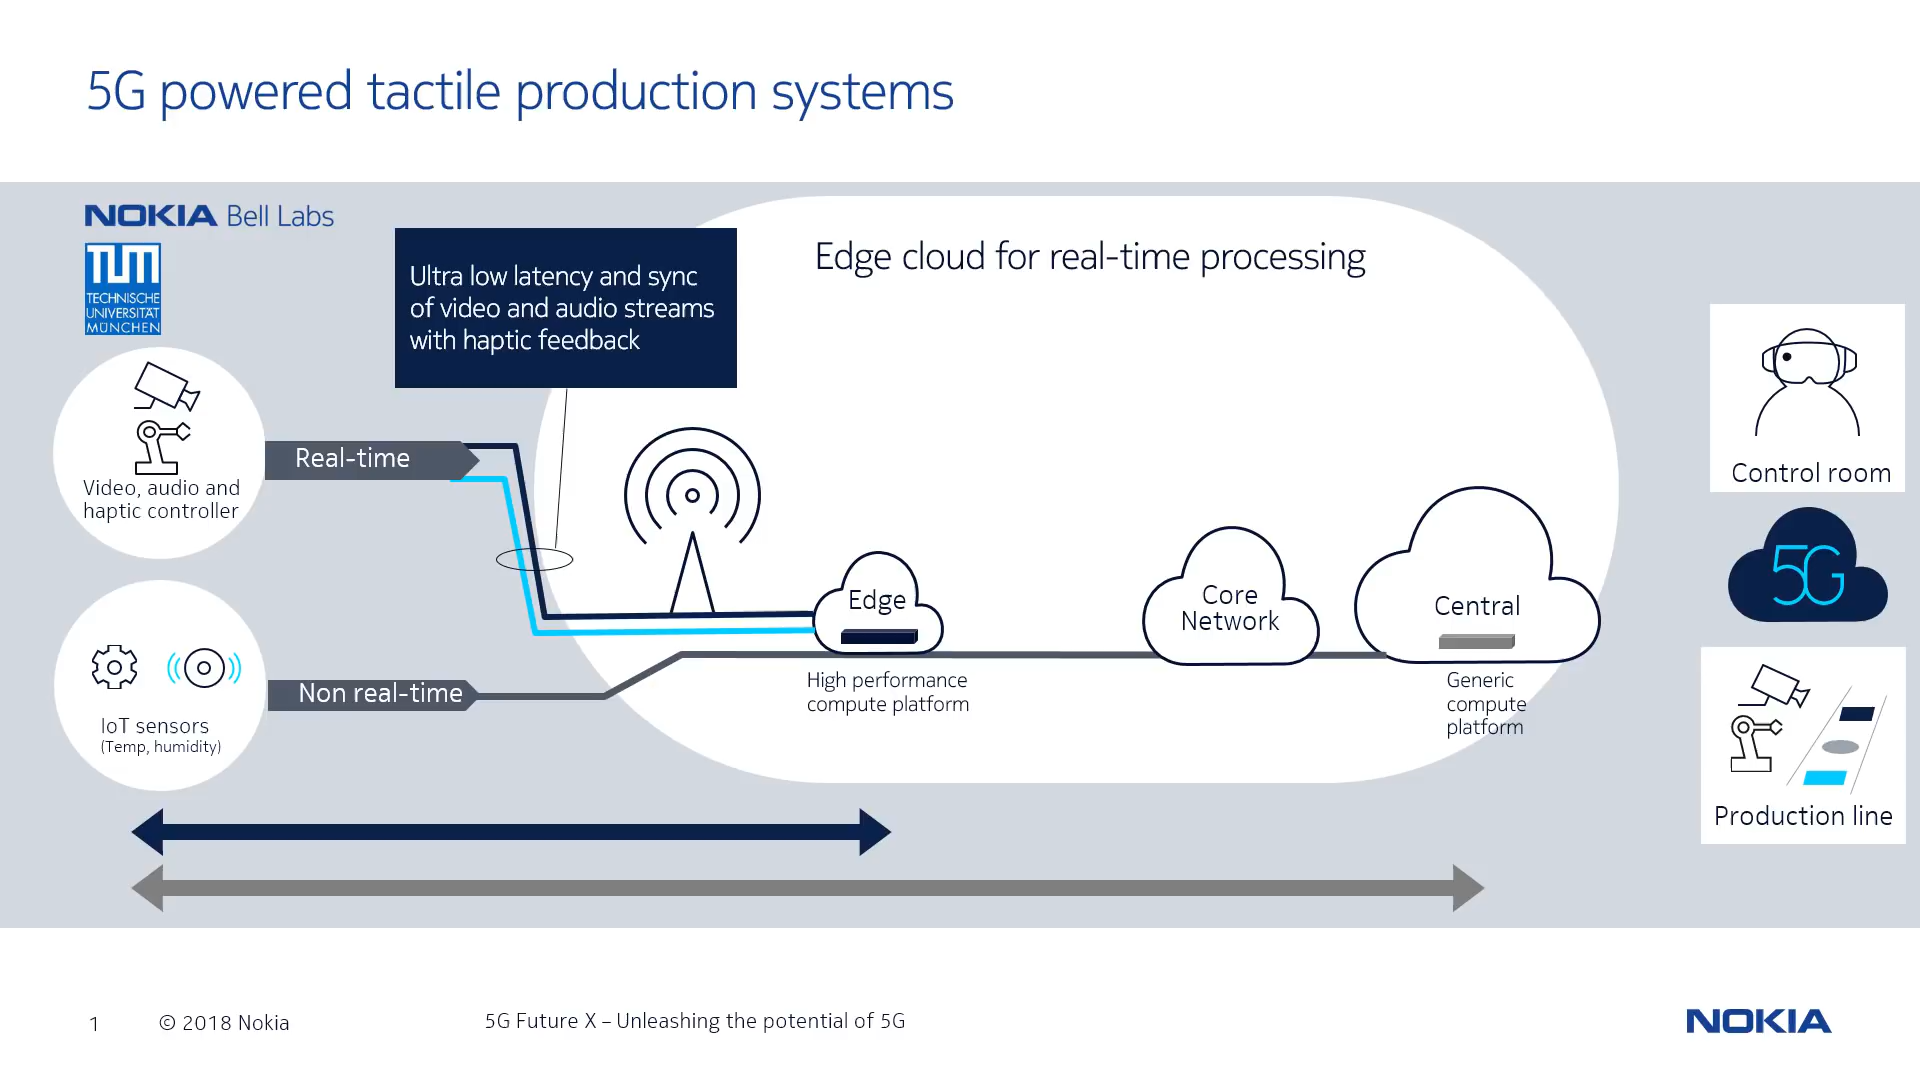 5G powered tactile production systems
NOKIA Bell Labs
TUM
TECHNISCHE
UNIVERSITÄT
MÜNCHEN
Ultra low latency and sync
of video and audio streams
with haptic feedback
Edge cloud for real-time processing
Video, audio and
haptic controller
Real-time
IoT sensors
(Temp, humidity)
Non real-time
Edge
High performance
compute platform
Core
Network
Central
Generic
compute
platform
Control room
5G
Production line
1
© 2018 Nokia
5G Future X – Unleashing the potential of 5G
NOKIA